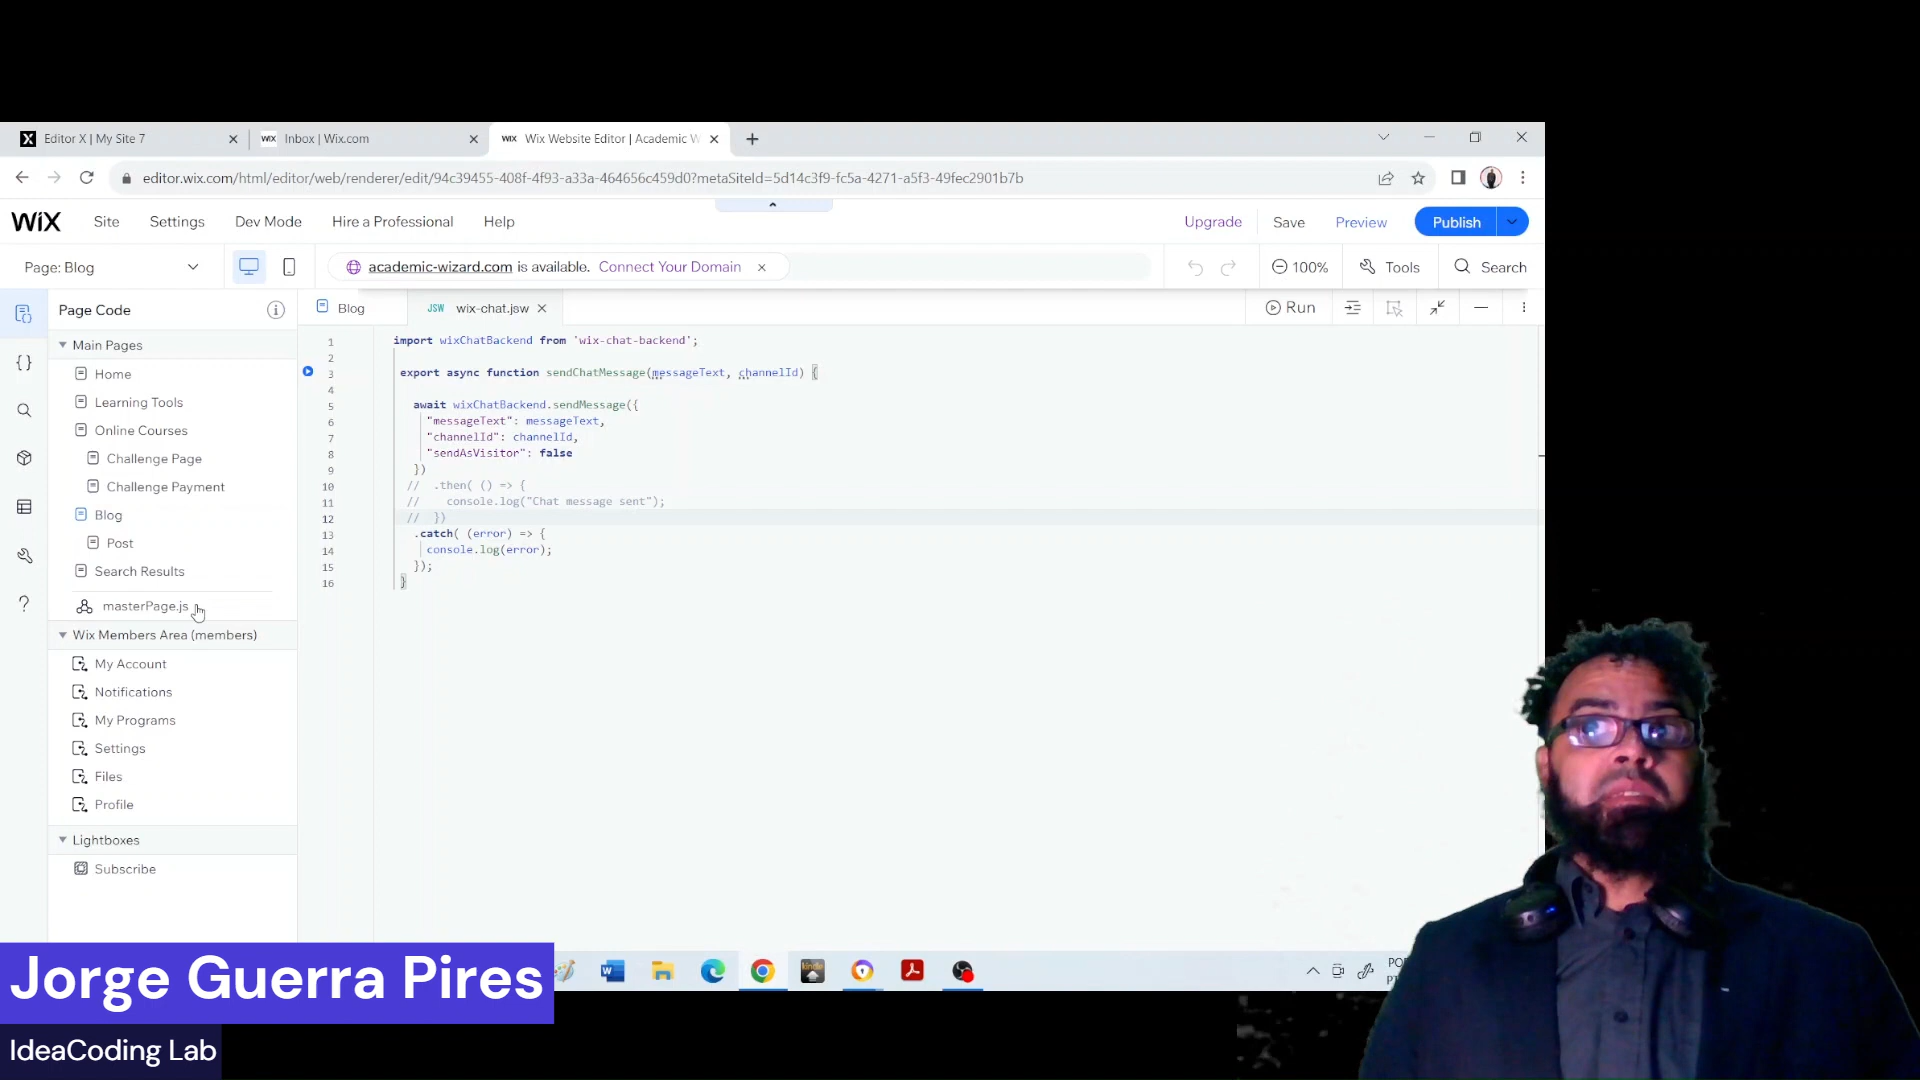 Editor X | My Site 7
WIX Inbox | Wix.com
WIX Wix Website Editor | Academic W
editor.wix.com/html/editor/web/renderer/edit/94c39455-408f-4f93-a33a-464656c459d0?metaSiteId=5d14c3f9-fc5a-4271-a5f3-49fec2901b7b
WIX Site Settings Dev Mode Hire a Professional Help Upgrade Save Preview Publish
Page: Blog
academic-wizard.com is available. Connect Your Domain
100% Tools Search
Page Code
Blog
JSW wix-chat.jsw
Run
Main Pages
Home
Learning Tools
Online Courses
Challenge Page
Challenge Payment
Blog
Post
Search Results
masterPage.js
Wix Members Area (members)
My Account
Notifications
My Programs
Settings
Files
Profile
Lightboxes
Subscribe
1 import wixChatBackend from 'wix-chat-backend';
2
3 export async function sendChatMessage(messageText, channelId) {
4
5 await wixChatBackend.sendMessage({
6 "messageText": messageText,
7 "channelId": channelId,
8 "sendAsVisitor": false
9 })
10 // .then( () => {
11 // console.log("Chat message sent");
12 // })
13 .catch( (error) => {
14 console.log(error);
15 });
16 }
kindle
Jorge Guerra Pires
IdeaCoding Lab